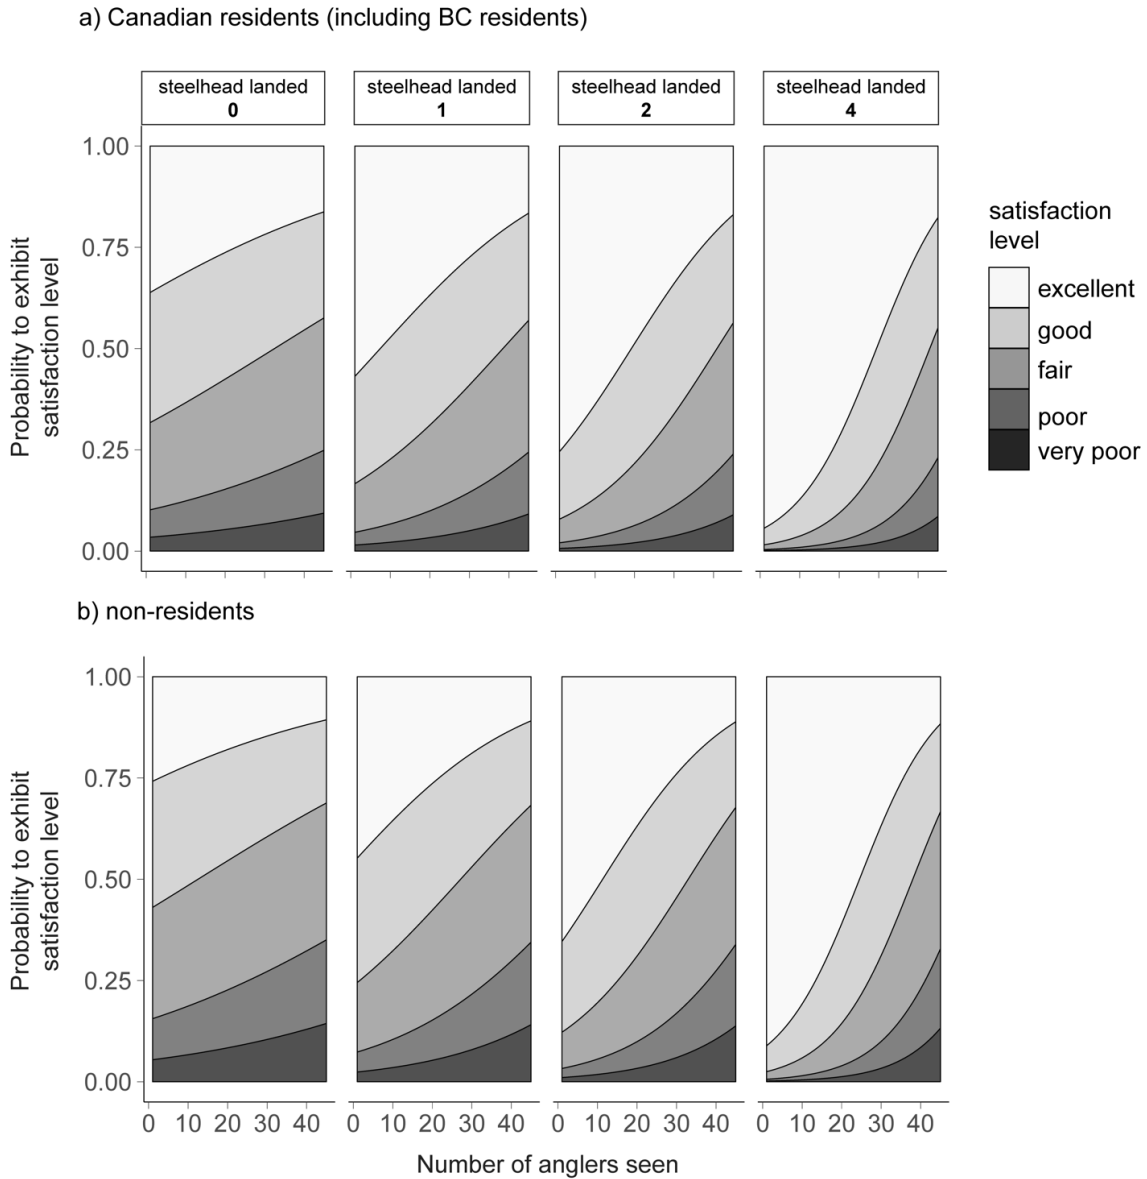 a) Canadian residents (including BC residents)
steelhead landed
0
steelhead landed
1
steelhead landed
2
steelhead landed
4
Probability to exhibit
satisfaction level
1.00
0.75
0.50
0.25
0.00
satisfaction
level
excellent
good
fair
poor
very poor
b) non-residents
Probability to exhibit
satisfaction level
1.00
0.75
0.50
0.25
0.00
0 10 20 30 40
0 10 20 30 40
0 10 20 30 40
0 10 20 30 40
Number of anglers seen